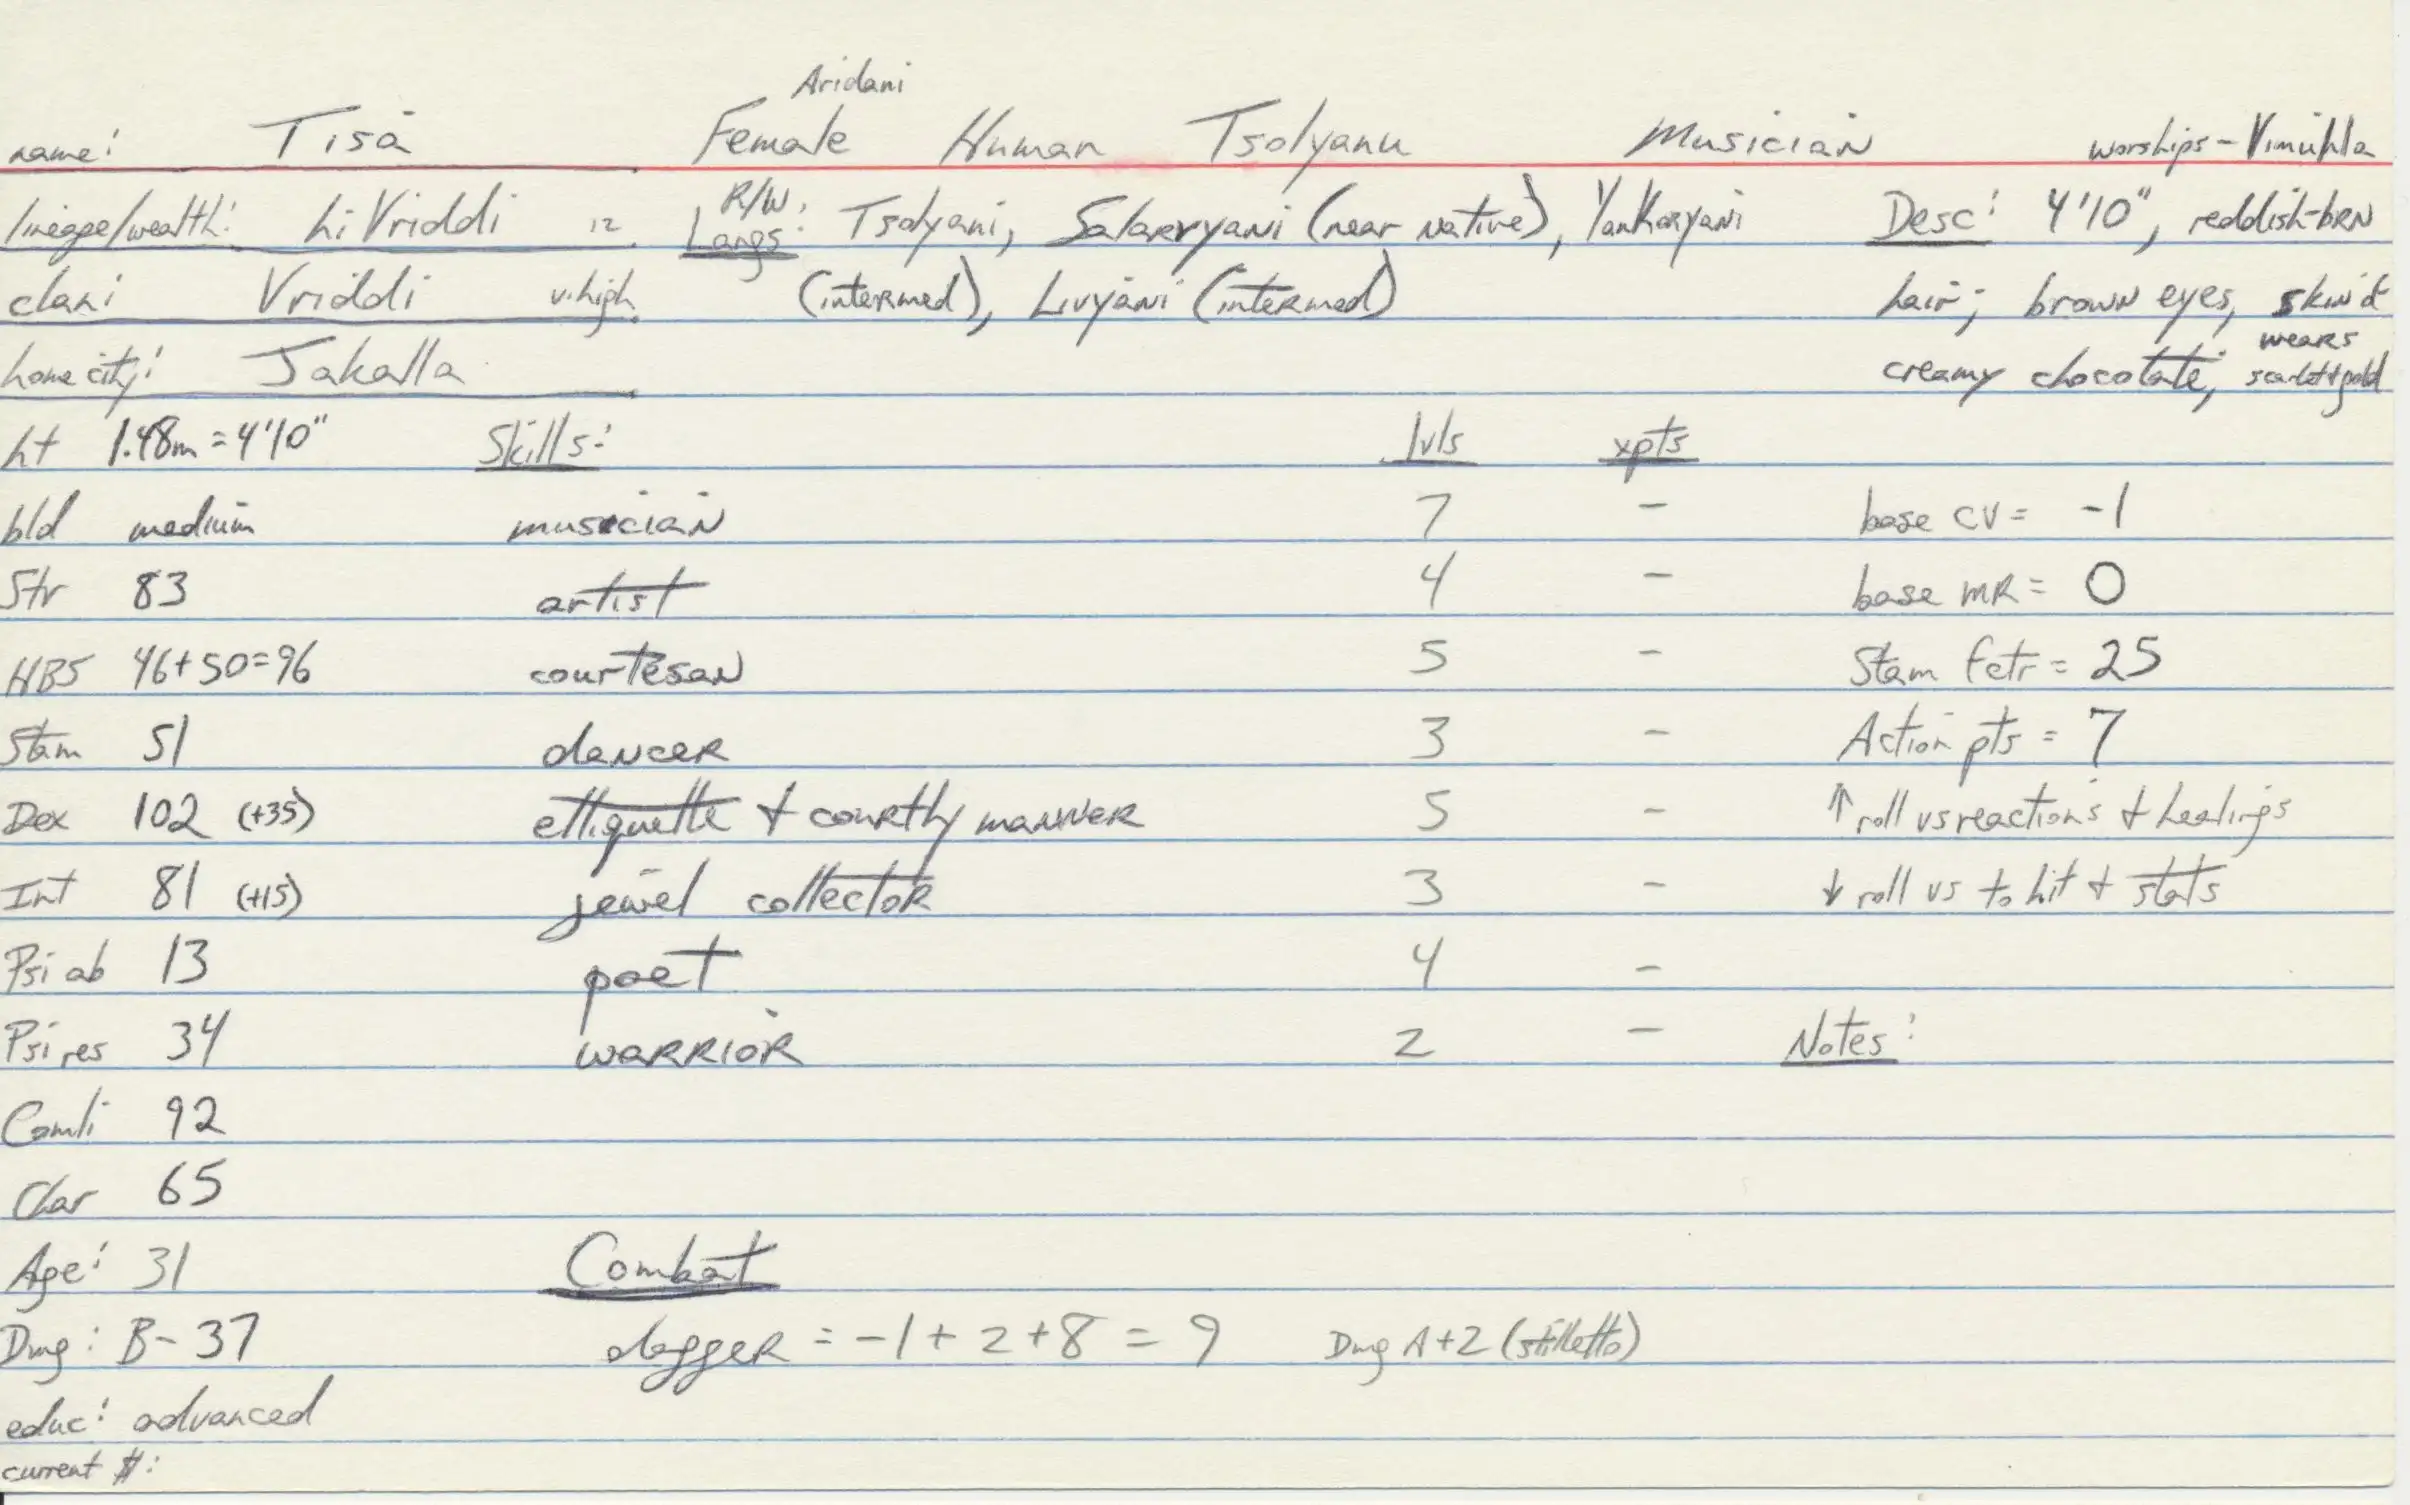 Aridani
name: Tisa Female Human Tsolyanu Musician worships - Vimuhla
lineage/wealth: hiVriddi 12 R/W Langs: Tsolyani, Salarvyani (near native), YanKoryani Desc: 4'10", reddish-brn
clan: Vriddi v.high (intermed), Livyani (intermed) hair; brown eyes, skin'd
home city: Jakalla creamy chocolate, wears scarlet+gold
ht 1.48m = 4'10" Skills: lvls xpts
bld medium musician 7 - base CV = -1
Str 83 artist 4 - base MR = 0
HBS 46+50=96 courtesan 5 - Stam fctr = 25
Stam 51 dancer 3 - Action pts = 7
Dex 102 (+35) ettiquette + courtly manner 5 - ↑ roll vs reactions + healings
Int 81 (+15) jewel collector 3 - ↓ roll vs to hit + stats
Psi ab 13 poet 4 -
Psi res 34 warrior 2 - Notes:
Comli 92
Char 65
Age: 31 Combat
Dmg: B-37 dagger = -1 + 2 + 8 = 9 Dmg A+2 (stilletto)
educ: advanced
current $: